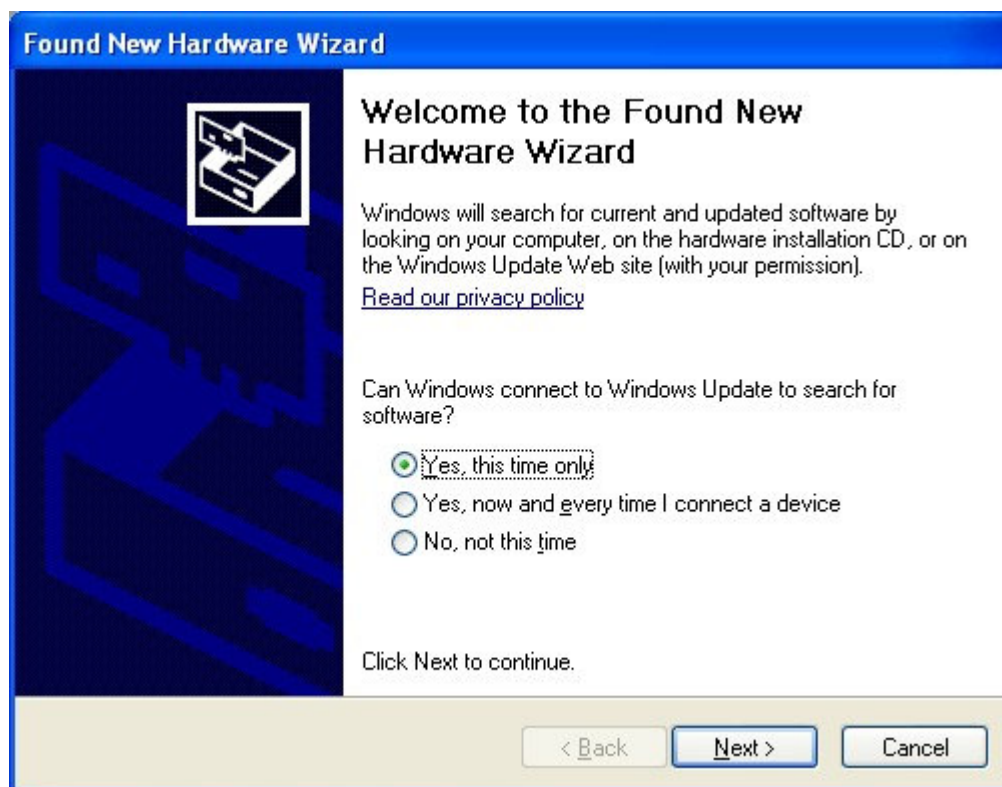 Found New Hardware Wizard
Welcome to the Found New
Hardware Wizard
Windows will search for current and updated software by
looking on your computer, on the hardware installation CD, or on
the Windows Update Web site (with your permission).
Read our privacy policy
Can Windows connect to Windows Update to search for
software?
Yes, this time only
Yes, now and every time I connect a device
No, not this time
Click Next to continue.
< Back Next > Cancel